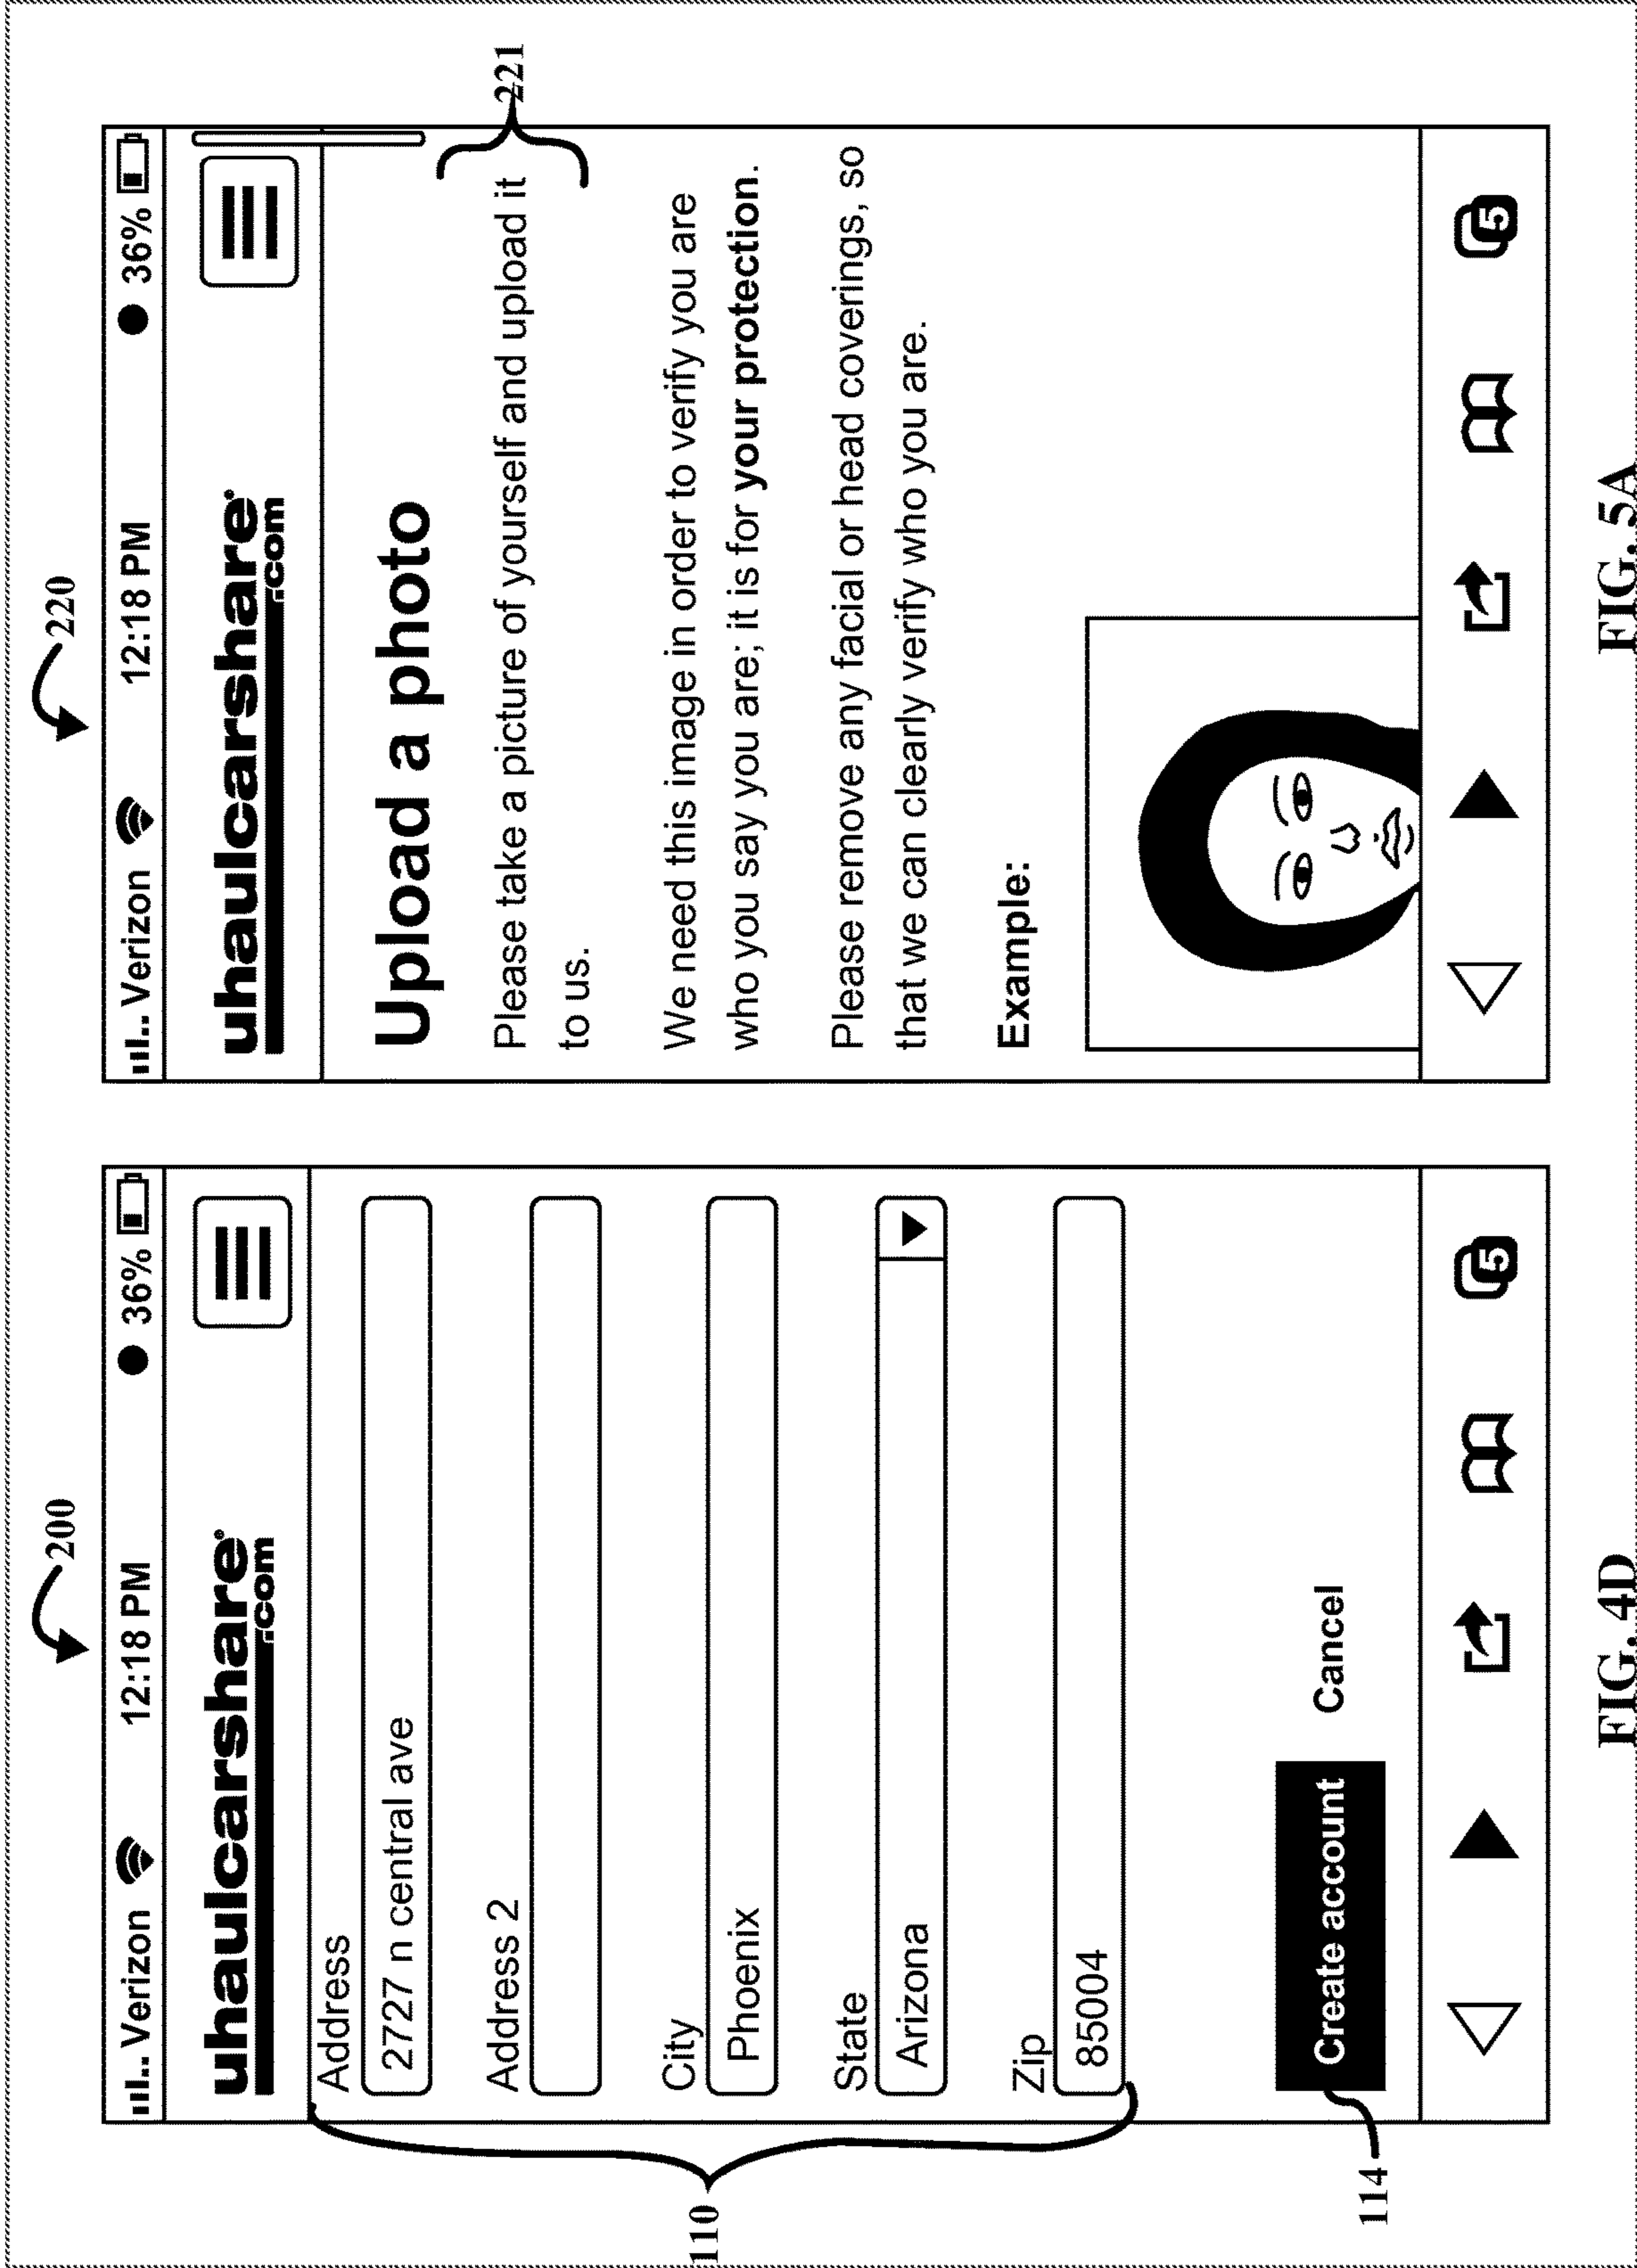 200
Verizon 12:18 PM 36%
uhaulcarshare®
.com
Address
2727 n central ave
Address 2
City
Phoenix
State
Arizona
Zip
85004
110
Create account Cancel
114
5
FIG. 4D
220
Verizon 12:18 PM 36%
uhaulcarshare®
.com
Upload a photo
221
Please take a picture of yourself and upload it
to us.
We need this image in order to verify you are
who you say you are; it is for your protection.
Please remove any facial or head coverings, so
that we can clearly verify who you are.
Example:
5
FIG. 5A